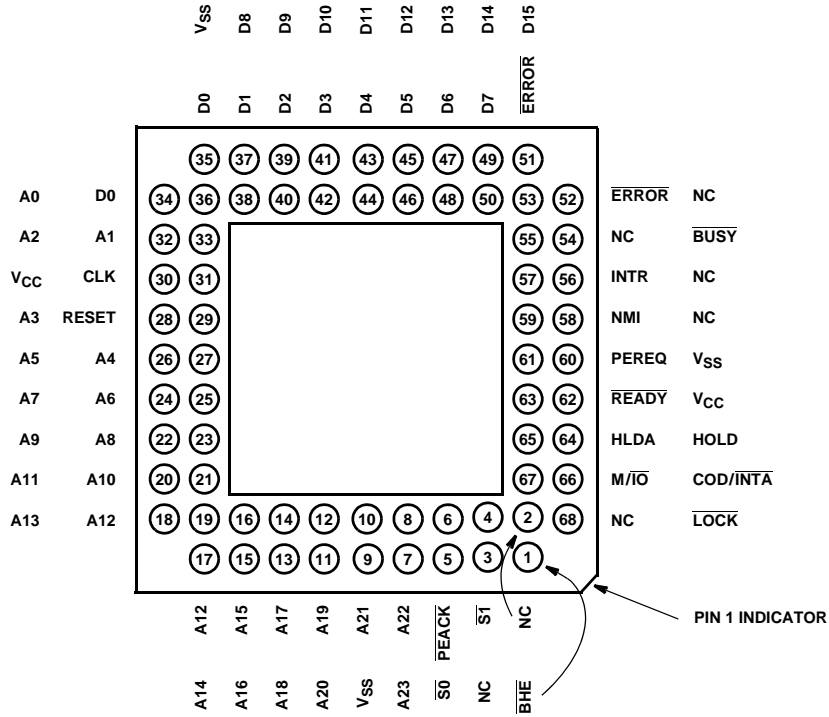 VSS D8 D9 D10 D11 D12 D13 D14 D15
D0 D1 D2 D3 D4 D5 D6 D7 ERROR
35 37 39 41 43 45 47 49 51
A0 D0 34 36 38 40 42 44 46 48 50 53 52 ERROR NC
A2 A1 32 33 55 54 NC BUSY
VCC CLK 30 31 57 56 INTR NC
A3 RESET 28 29 59 58 NMI NC
A5 A4 26 27 61 60 PEREQ VSS
A7 A6 24 25 63 62 READY VCC
A9 A8 22 23 65 64 HLDA HOLD
A11 A10 20 21 67 66 M/IO COD/INTA
A13 A12 18 19 16 14 12 10 8 6 4 2 68 NC LOCK
17 15 13 11 9 7 5 3 1
A12 A15 A17 A19 A21 A22 PEACK S1 NC PIN 1 INDICATOR
A14 A16 A18 A20 VSS A23 S0 NC BHE